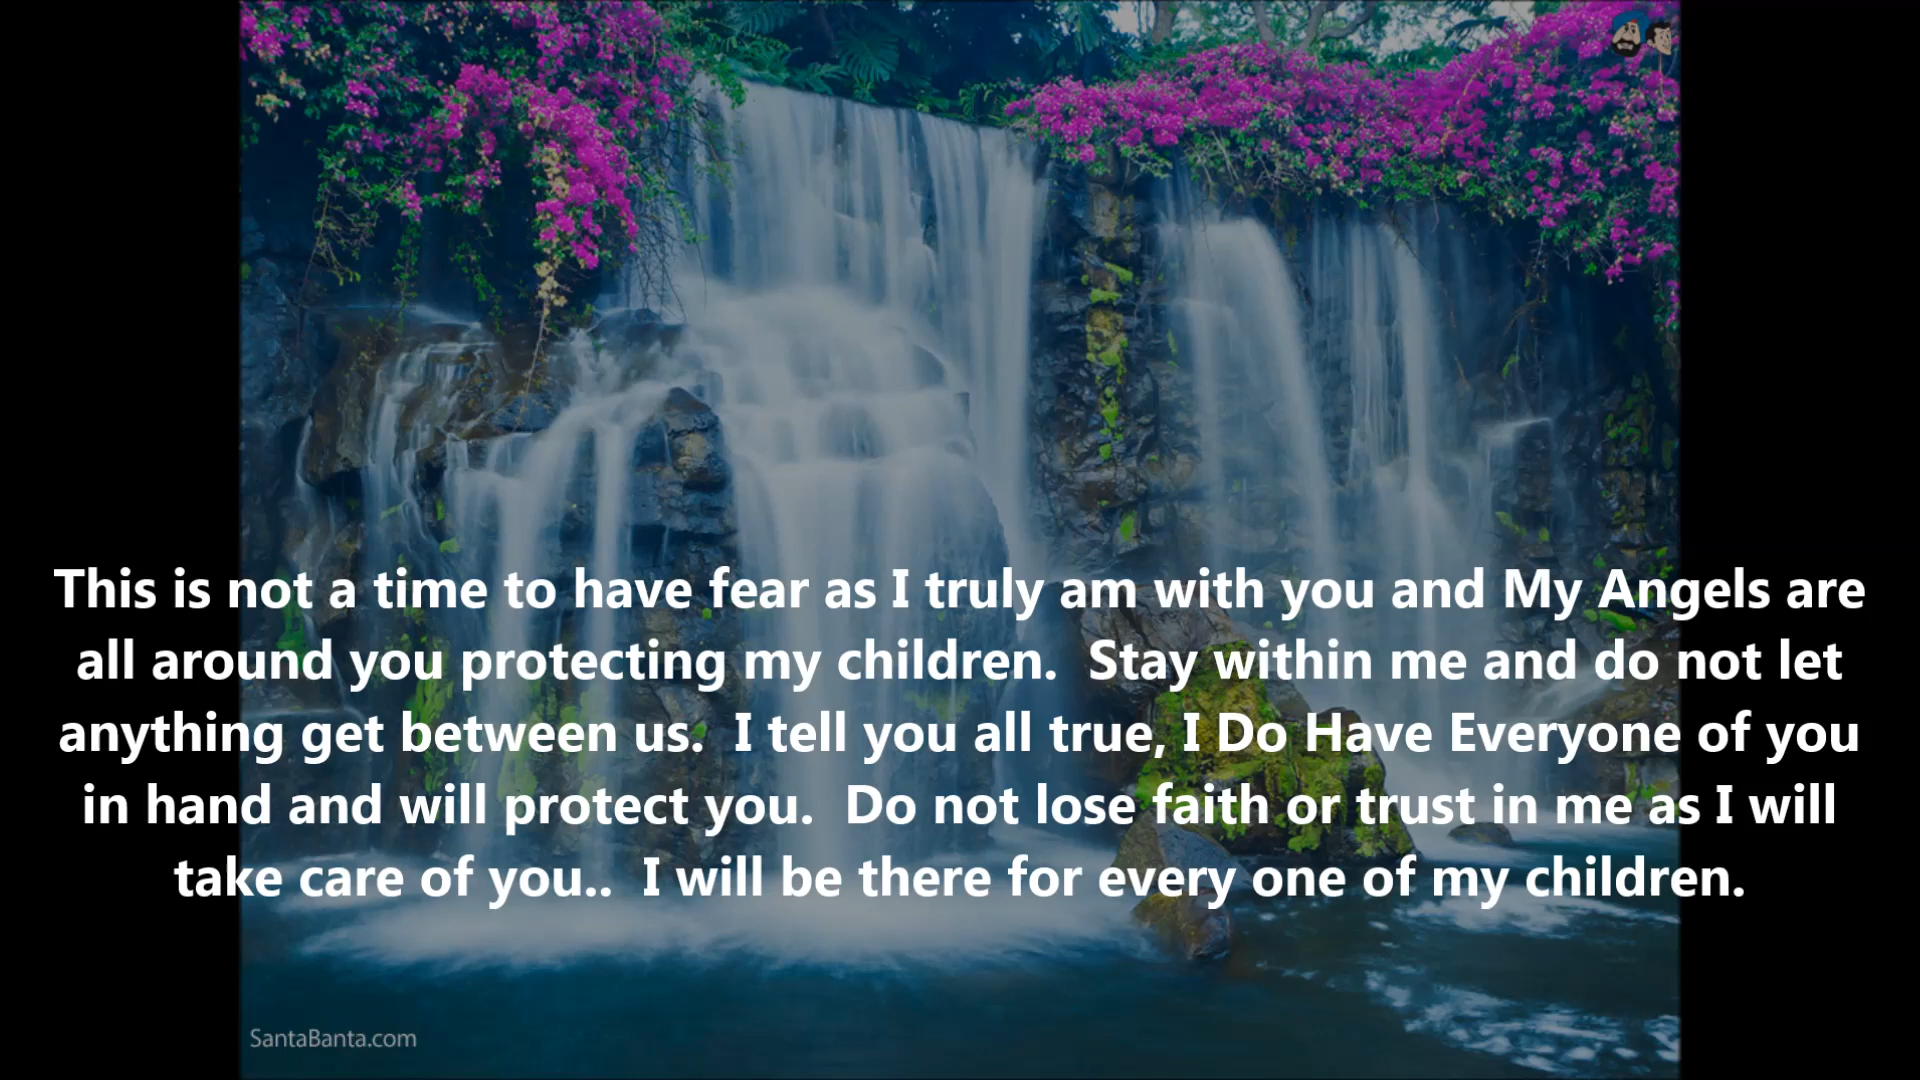 This is not a time to have fear as I truly am with you and My Angels are
all around you protecting my children.  Stay within me and do not let
anything get between us.  I tell you all true, I Do Have Everyone of you
in hand and will protect you.  Do not lose faith or trust in me as I will
take care of you..  I will be there for every one of my children.
SantaBanta.com